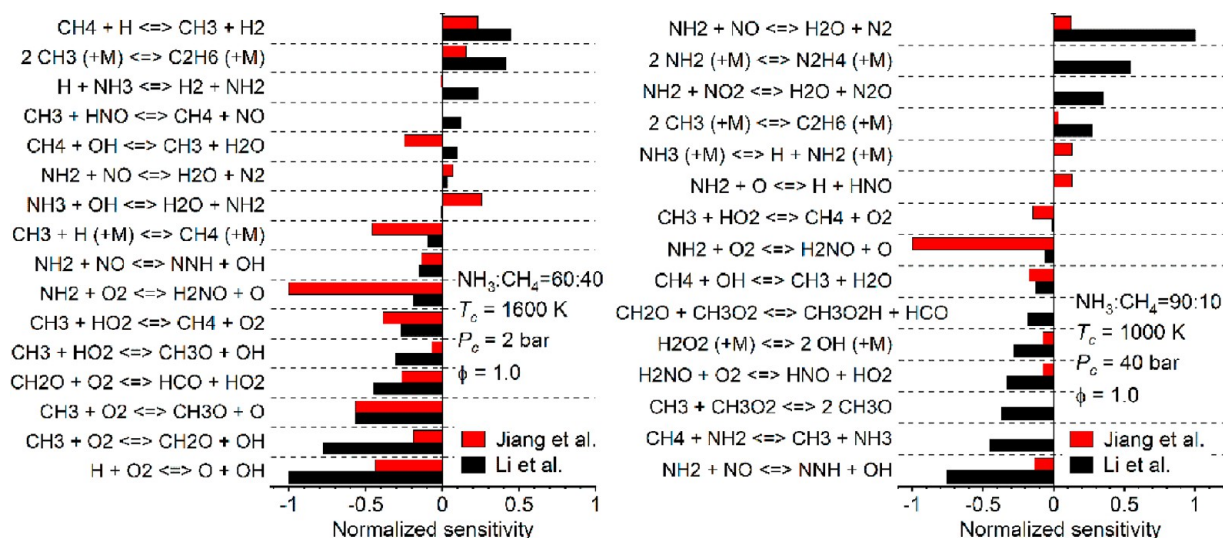 CH4 + H <=> CH3 + H2
2 CH3 (+M) <=> C2H6 (+M)
H + NH3 <=> H2 + NH2
CH3 + HNO <=> CH4 + NO
CH4 + OH <=> CH3 + H2O
NH2 + NO <=> H2O + N2
NH3 + OH <=> H2O + NH2
CH3 + H (+M) <=> CH4 (+M)
NH2 + NO <=> NNH + OH
NH2 + O2 <=> H2NO + O
CH3 + HO2 <=> CH4 + O2
CH3 + HO2 <=> CH3O + OH
CH2O + O2 <=> HCO + HO2
CH3 + O2 <=> CH3O + O
CH3 + O2 <=> CH2O + OH
H + O2 <=> O + OH
NH₃:CH₄=60:40
T꜀ = 1600 K
P꜀ = 2 bar
ϕ = 1.0
Jiang et al.
Li et al.
-1 -0.5 0 0.5 1
Normalized sensitivity
NH2 + NO <=> H2O + N2
2 NH2 (+M) <=> N2H4 (+M)
NH2 + NO2 <=> H2O + N2O
2 CH3 (+M) <=> C2H6 (+M)
NH3 (+M) <=> H + NH2 (+M)
NH2 + O <=> H + HNO
CH3 + HO2 <=> CH4 + O2
NH2 + O2 <=> H2NO + O
CH4 + OH <=> CH3 + H2O
CH2O + CH3O2 <=> CH3O2H + HCO
H2O2 (+M) <=> 2 OH (+M)
H2NO + O2 <=> HNO + HO2
CH3 + CH3O2 <=> 2 CH3O
CH4 + NH2 <=> CH3 + NH3
NH2 + NO <=> NNH + OH
NH₃:CH₄=90:10
T꜀ = 1000 K
P꜀ = 40 bar
ϕ = 1.0
Jiang et al.
Li et al.
-1 -0.5 0 0.5 1
Normalized sensitivity